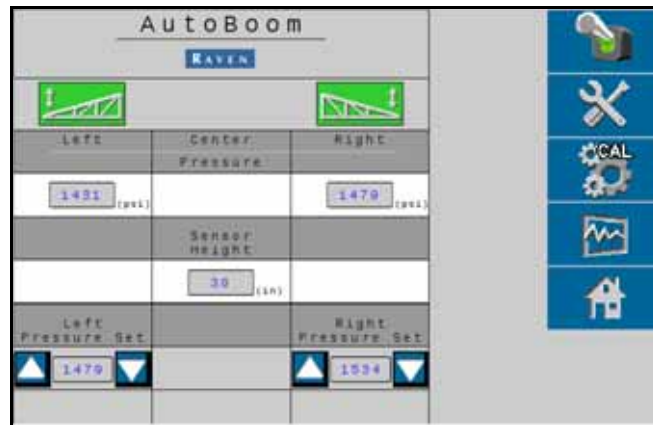 AutoBoom
RAVEN
Left Center Right
Pressure
1431 (psi) 1479 (psi)
Sensor
Height
30 (in)
Left Right
Pressure Set Pressure Set
1479 1534
CAL